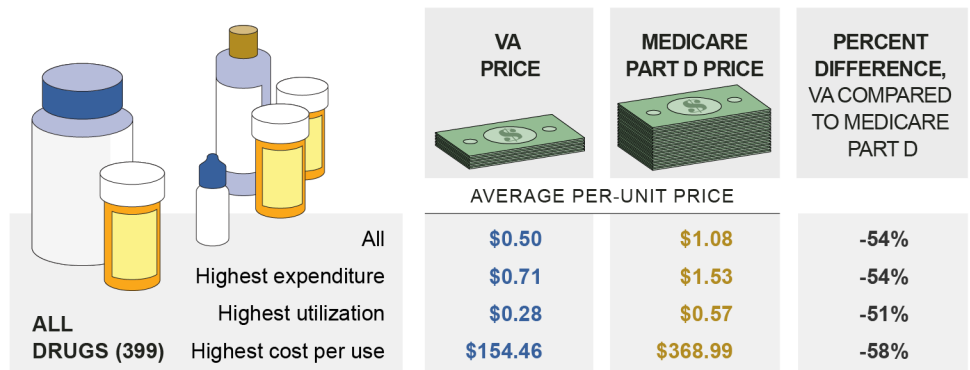 VA
PRICE
MEDICARE
PART D PRICE
PERCENT
DIFFERENCE,
VA COMPARED
TO MEDICARE
PART D
$
$
AVERAGE PER-UNIT PRICE
All $0.50 $1.08 -54%
Highest expenditure $0.71 $1.53 -54%
Highest utilization $0.28 $0.57 -51%
ALL
DRUGS (399) Highest cost per use $154.46 $368.99 -58%